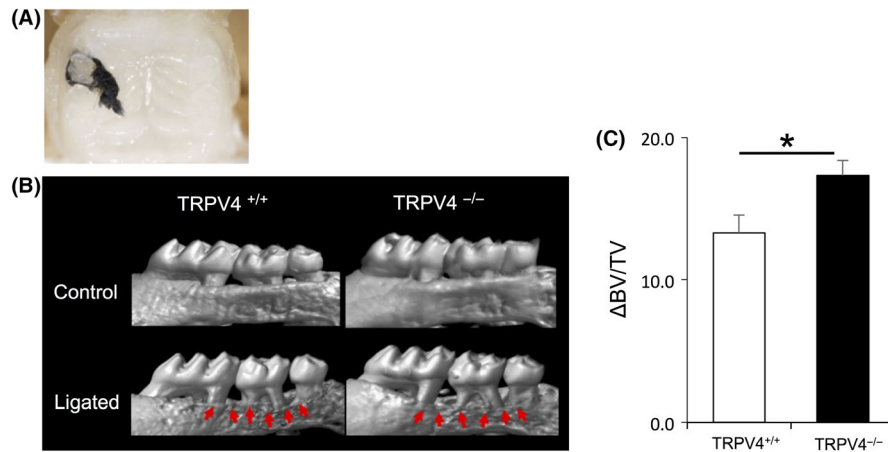 (A)
(B)
TRPV4 +/+ TRPV4 −/−
Control
Ligated
(C)
20.0
*
10.0
0.0
ΔBV/TV
TRPV4+/+ TRPV4−/−